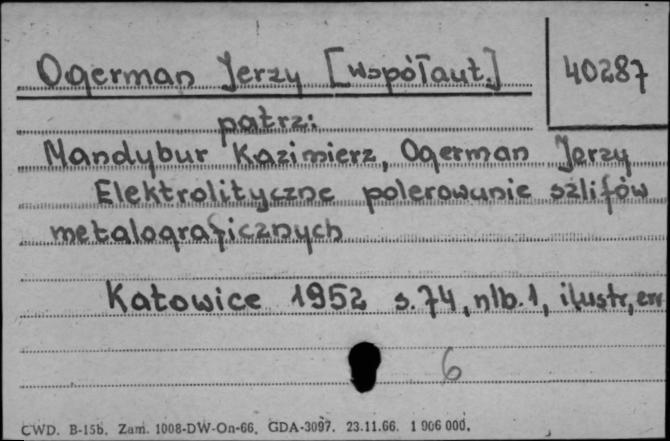 Ogerman Jerzy [współaut.] 40287
patrz:
Mandybur Kazimierz, Ogerman Jerzy
Elektrolityczne polerowanie szlifów
metalograficznych
Katowice 1952 s. 74, nlb. 1, ilustr, err
6
CWD. B-15b. Zam. 1008-DW-On-66. GDA-3097. 23.11.66. 1 906 000.